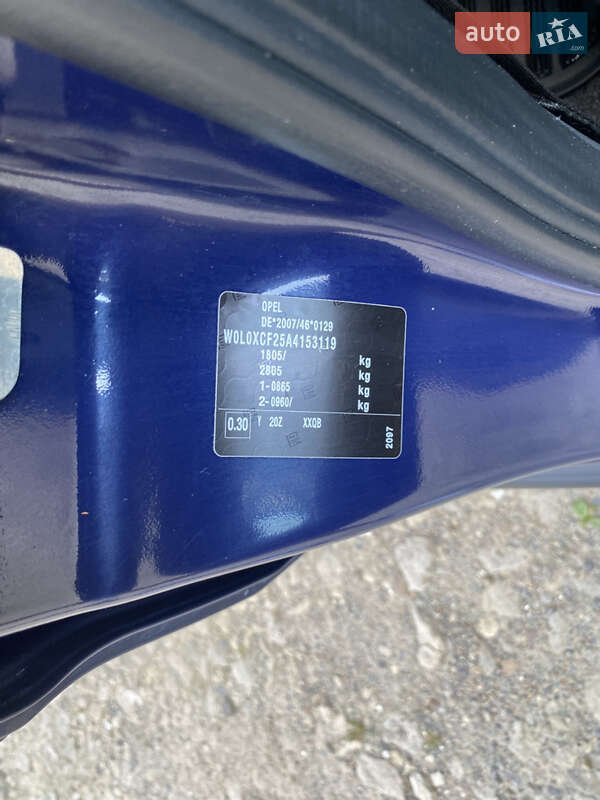 auto RIA .com
OPEL
DE*2007/46*0129
W0L0XCF25A4153119
1805/ kg
2805 kg
1-0865 kg
2-0960/ kg
0.30 Y 20Z XXQB
2097